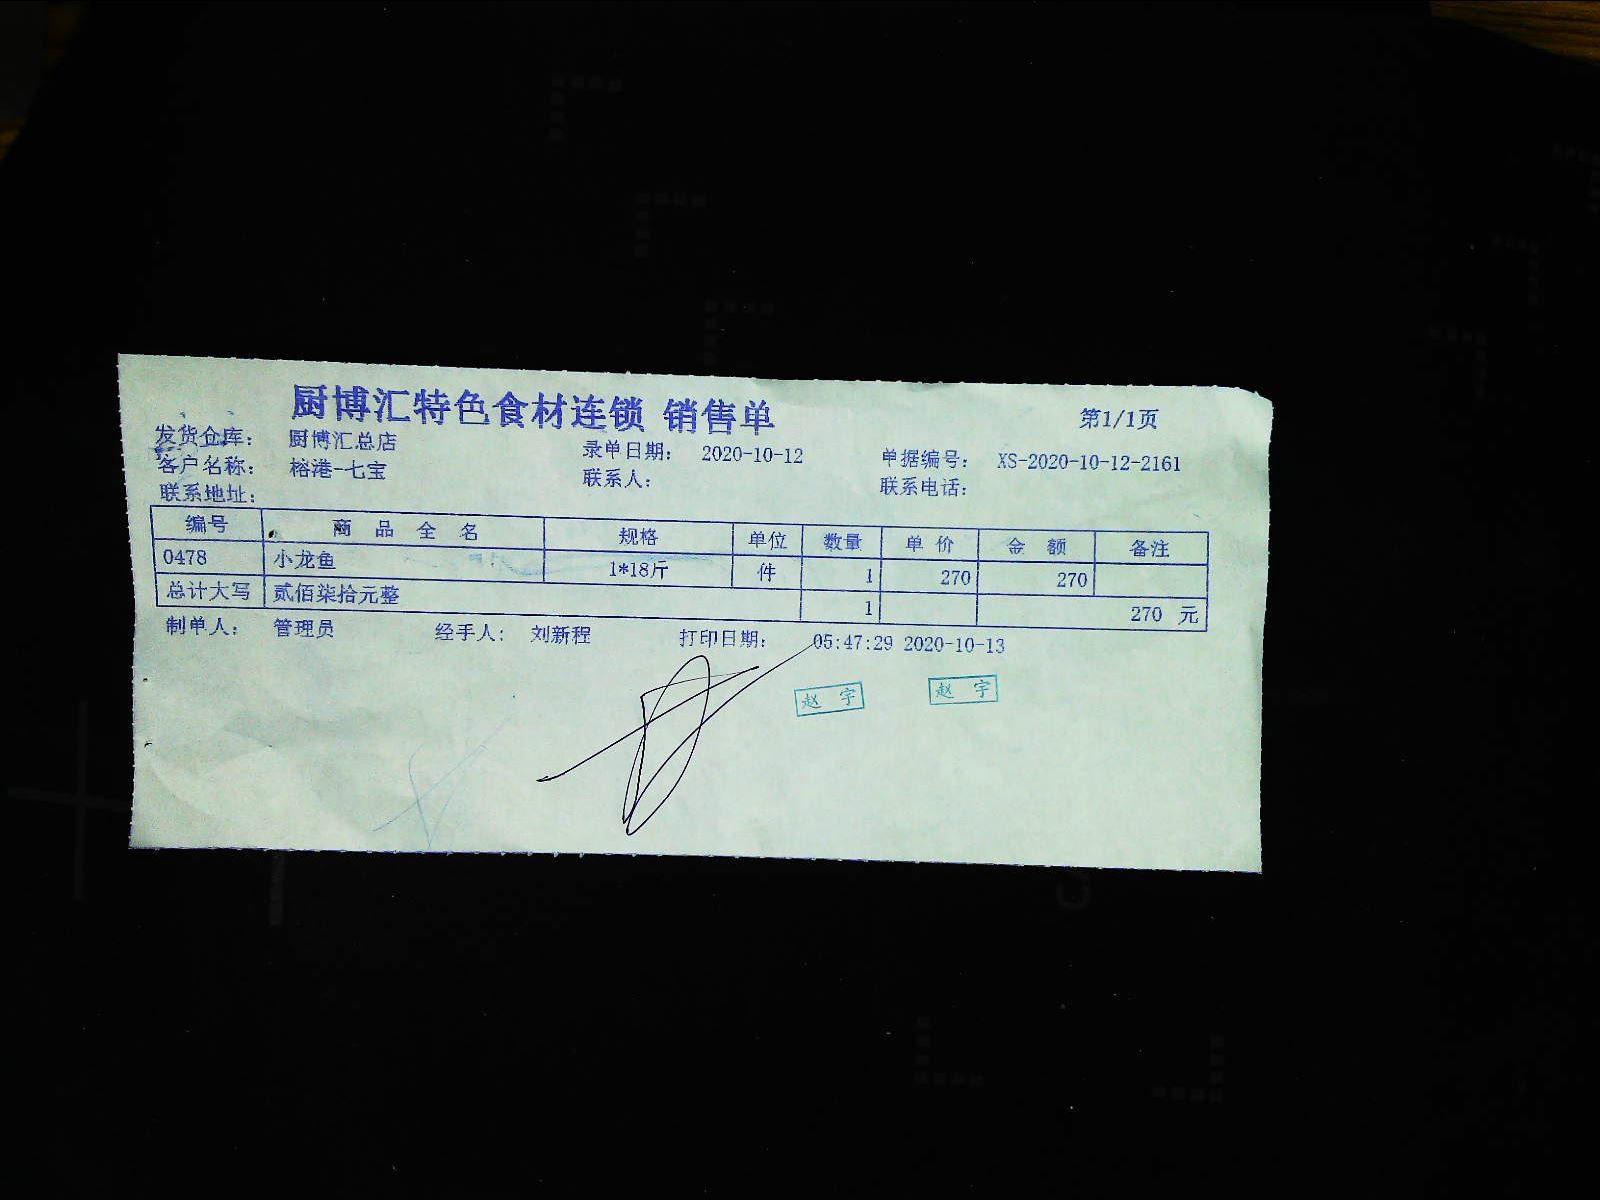 厨博汇特色食材连锁 销售单 第1/1页
发货仓库： 厨博汇总店 录单日期： 2020-10-12 单据编号： XS-2020-10-12-2161
客户名称： 榕港-七宝 联系人： 联系电话：
联系地址：
编号 商品全名 规格 单位 数量 单价 金额 备注
0478 小龙鱼 1*18斤 件 1 270 270
总计大写 贰佰柒拾元整 1 270 元
制单人： 管理员 经手人： 刘新程 打印日期： 05:47:29 2020-10-13
赵宇 赵宇